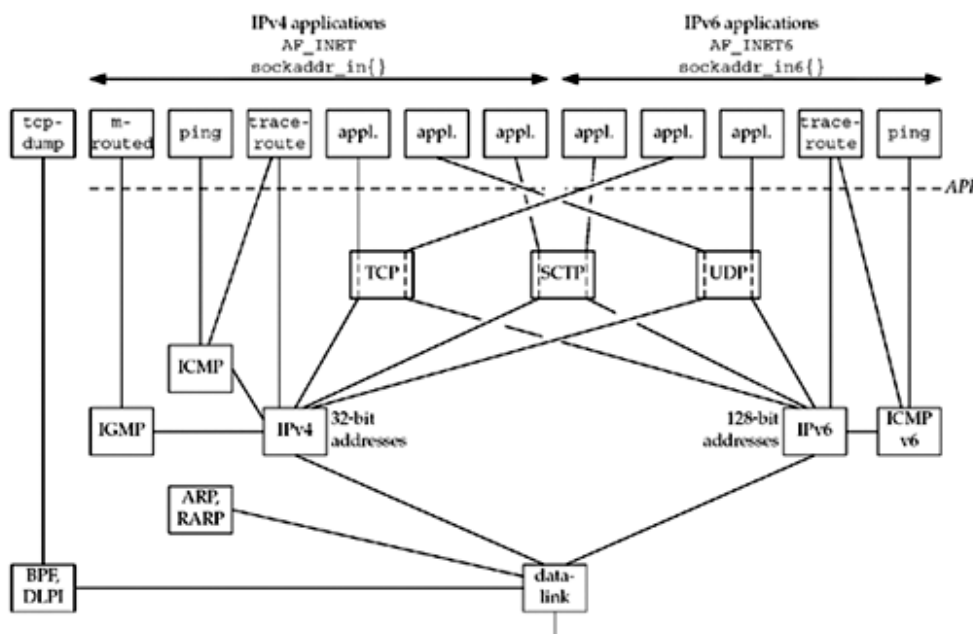 IPv4 applications
AF_INET
sockaddr_in{}
IPv6 applications
AF_INET6
sockaddr_in6{}
tcp-
dump
m-
routed
ping
trace-
route
appl.
appl.
appl.
appl.
appl.
appl.
trace-
route
ping
API
TCP
SCTP
UDP
ICMP
IGMP
IPv4
32-bit
addresses
128-bit
addresses
IPv6
ICMP
v6
ARP,
RARP
BPF,
DLPI
data-
link